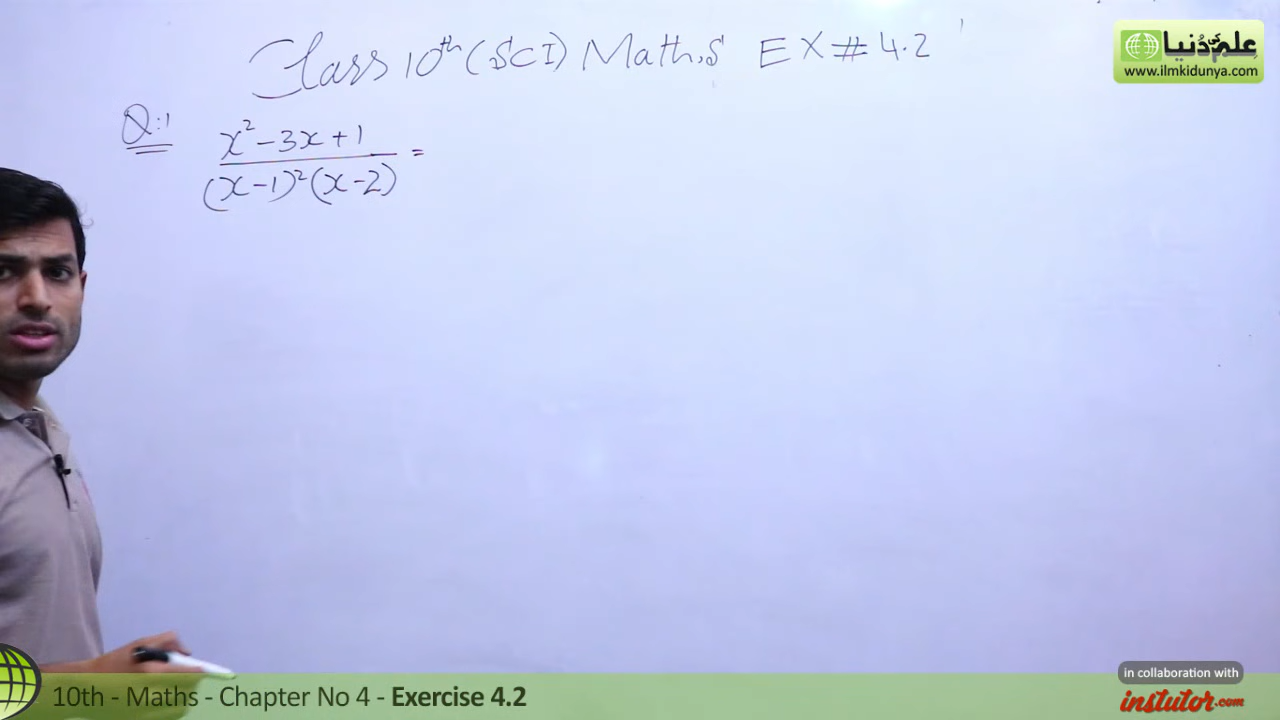 Class 10th (SCI) Maths EX # 4.2
علم کی دُنیا
www.ilmkidunya.com
Q:1
x² - 3x + 1
(x - 1)² (x - 2) =
in collaboration with
instutor.com
10th - Maths - Chapter No 4 - Exercise 4.2